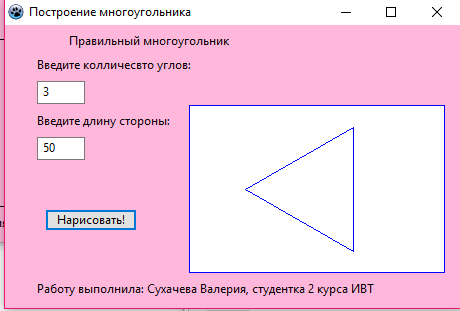 Построение многоугольника
Правильный многоугольник
Введите колличесвто углов:
3
Введите длину стороны:
50
Нарисовать!
Работу выполнила: Сухачева Валерия, студентка 2 курса ИВТ